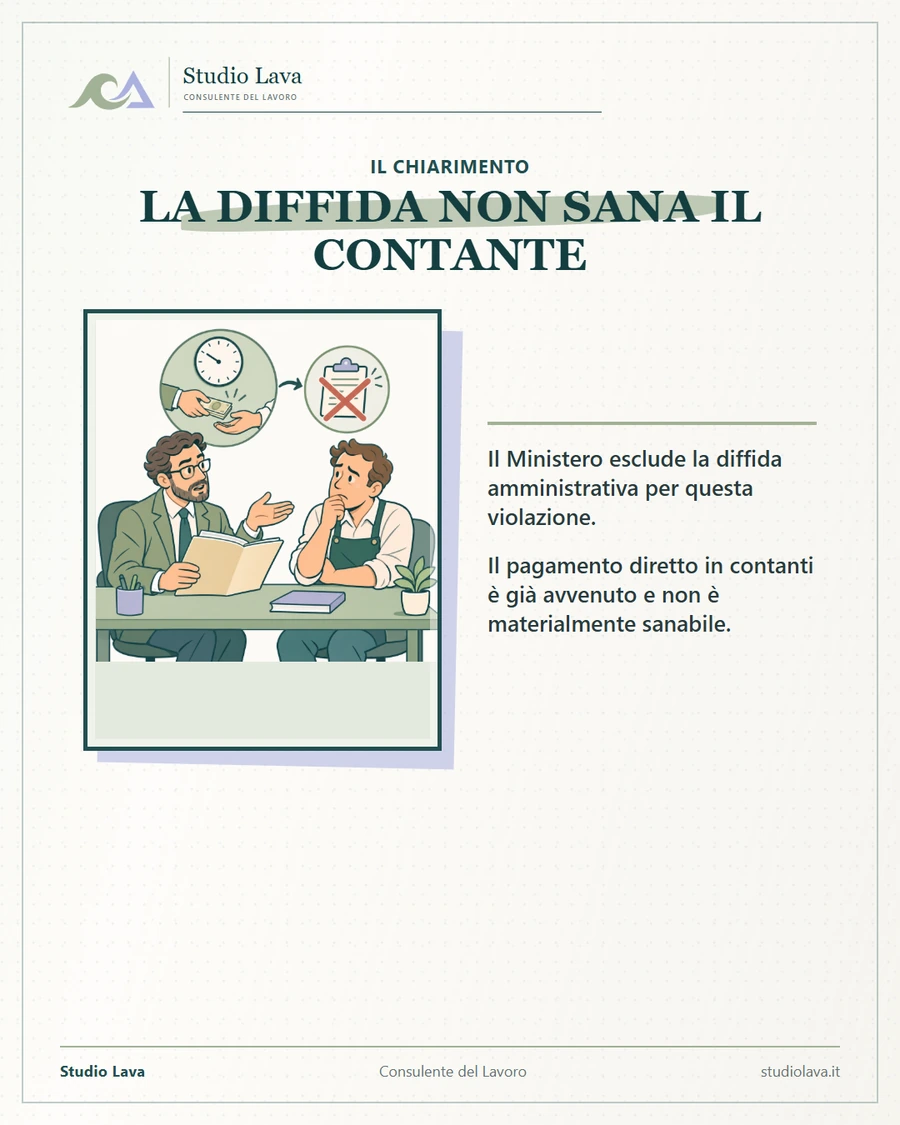 Studio Lava
CONSULENTE DEL LAVORO
IL CHIARIMENTO
LA DIFFIDA NON SANA IL
CONTANTE
Il Ministero esclude la diffida
amministrativa per questa
violazione.
Il pagamento diretto in contanti
è già avvenuto e non è
materialmente sanabile.
Studio Lava
Consulente del Lavoro
studiolava.it